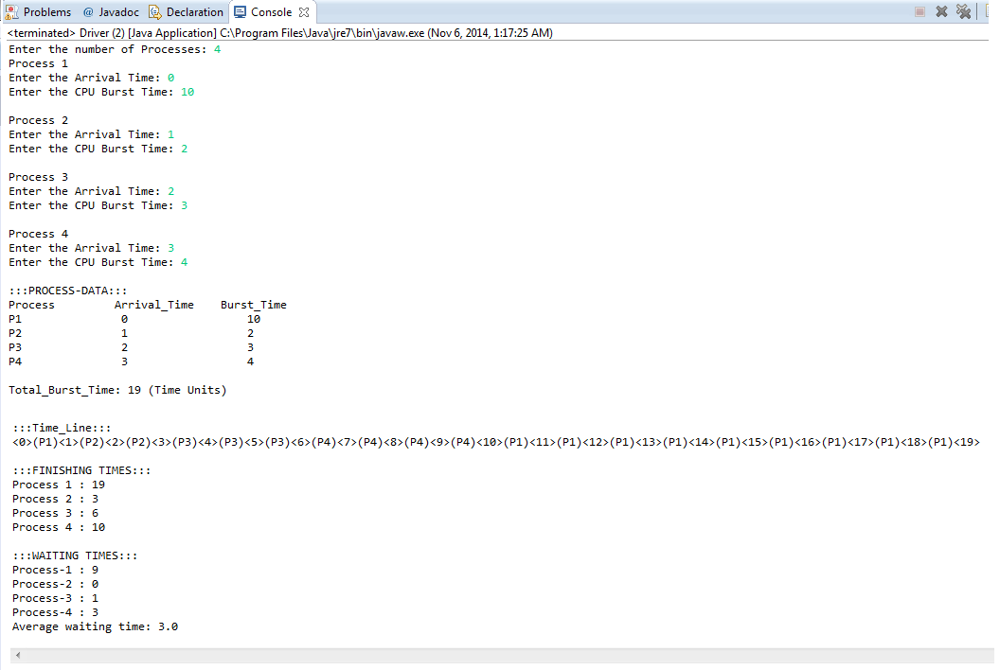 Problems @ Javadoc Declaration Console
<terminated> Driver (2) [Java Application] C:\Program Files\Java\jre7\bin\javaw.exe (Nov 6, 2014, 1:17:25 AM)
Enter the number of Processes: 4
Process 1
Enter the Arrival Time: 0
Enter the CPU Burst Time: 10
Process 2
Enter the Arrival Time: 1
Enter the CPU Burst Time: 2
Process 3
Enter the Arrival Time: 2
Enter the CPU Burst Time: 3
Process 4
Enter the Arrival Time: 3
Enter the CPU Burst Time: 4
:::PROCESS-DATA:::
Process Arrival_Time Burst_Time
P1 0 10
P2 1 2
P3 2 3
P4 3 4
Total_Burst_Time: 19 (Time Units)
:::Time_Line:::
<0>(P1)<1>(P2)<2>(P2)<3>(P3)<4>(P3)<5>(P3)<6>(P4)<7>(P4)<8>(P4)<9>(P4)<10>(P1)<11>(P1)<12>(P1)<13>(P1)<14>(P1)<15>(P1)<16>(P1)<17>(P1)<18>(P1)<19>
:::FINISHING TIMES:::
Process 1 : 19
Process 2 : 3
Process 3 : 6
Process 4 : 10
:::WAITING TIMES:::
Process-1 : 9
Process-2 : 0
Process-3 : 1
Process-4 : 3
Average waiting time: 3.0